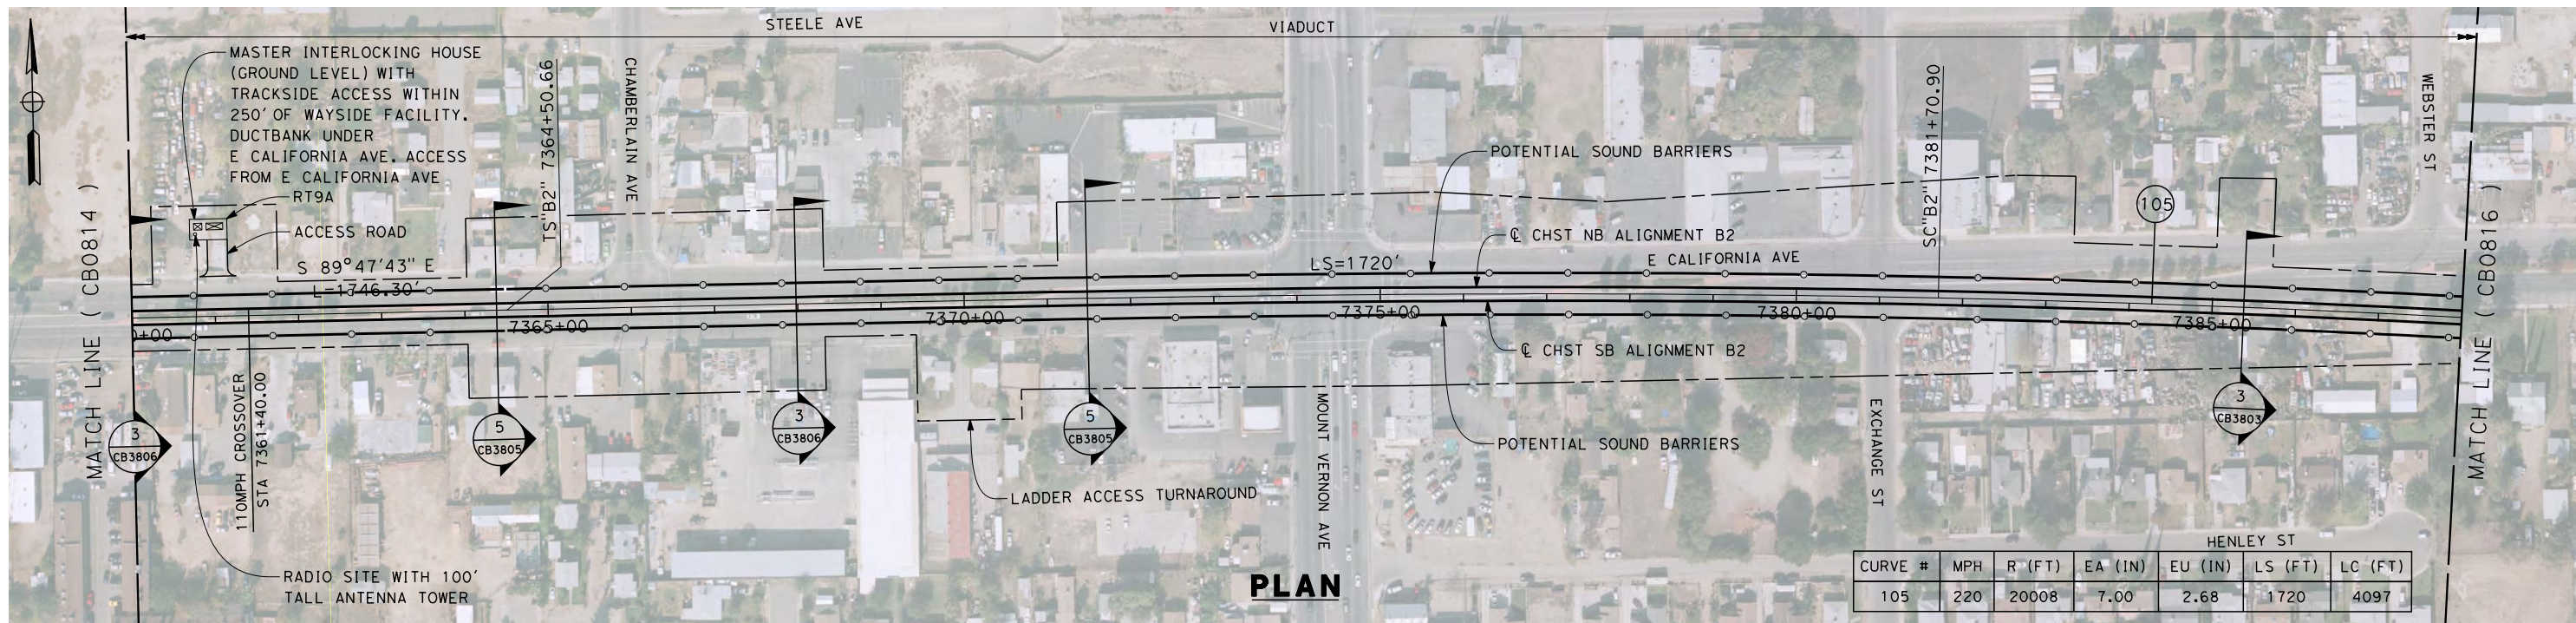 STEELE AVE
VIADUCT
MASTER INTERLOCKING HOUSE
(GROUND LEVEL) WITH
TRACKSIDE ACCESS WITHIN
250' OF WAYSIDE FACILITY.
DUCTBANK UNDER
E CALIFORNIA AVE. ACCESS
FROM E CALIFORNIA AVE
RT9A
ACCESS ROAD
S 89°47'43" E
L=1746.30'
TS"B2" 7364+50.66
CHAMBERLAIN AVE
POTENTIAL SOUND BARRIERS
℄ CHST NB ALIGNMENT B2
LS=1720'
E CALIFORNIA AVE
SC"B2" 7381+70.90
105
WEBSTER ST
MATCH LINE ( CB0814 )
MATCH LINE ( CB0816 )
0+00
7365+00
7370+00
7375+00
7380+00
7385+00
℄ CHST SB ALIGNMENT B2
110MPH CROSSOVER
STA 7361+40.00
3
CB3806
5
CB3805
3
CB3806
5
CB3805
3
CB3803
MOUNT VERNON AVE
EXCHANGE ST
POTENTIAL SOUND BARRIERS
LADDER ACCESS TURNAROUND
RADIO SITE WITH 100'
TALL ANTENNA TOWER
PLAN
HENLEY ST
CURVE # MPH R (FT) EA (IN) EU (IN) LS (FT) LC (FT)
105 220 20008 7.00 2.68 1720 4097